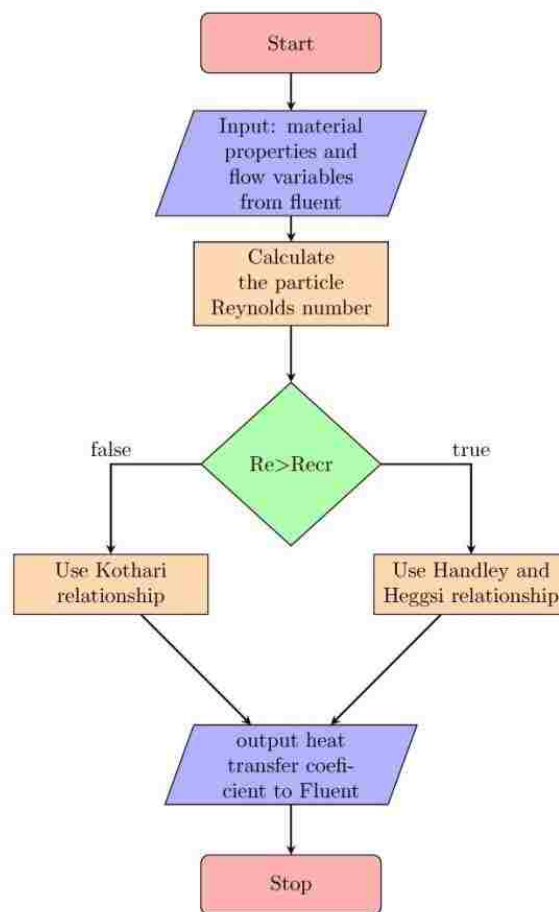 Start
Input: material
properties and
flow variables
from fluent
Calculate
the particle
Reynolds number
Re>Recr
false
true
Use Kothari
relationship
Use Handley and
Heggsi relationship
output heat
transfer coefi-
cient to Fluent
Stop